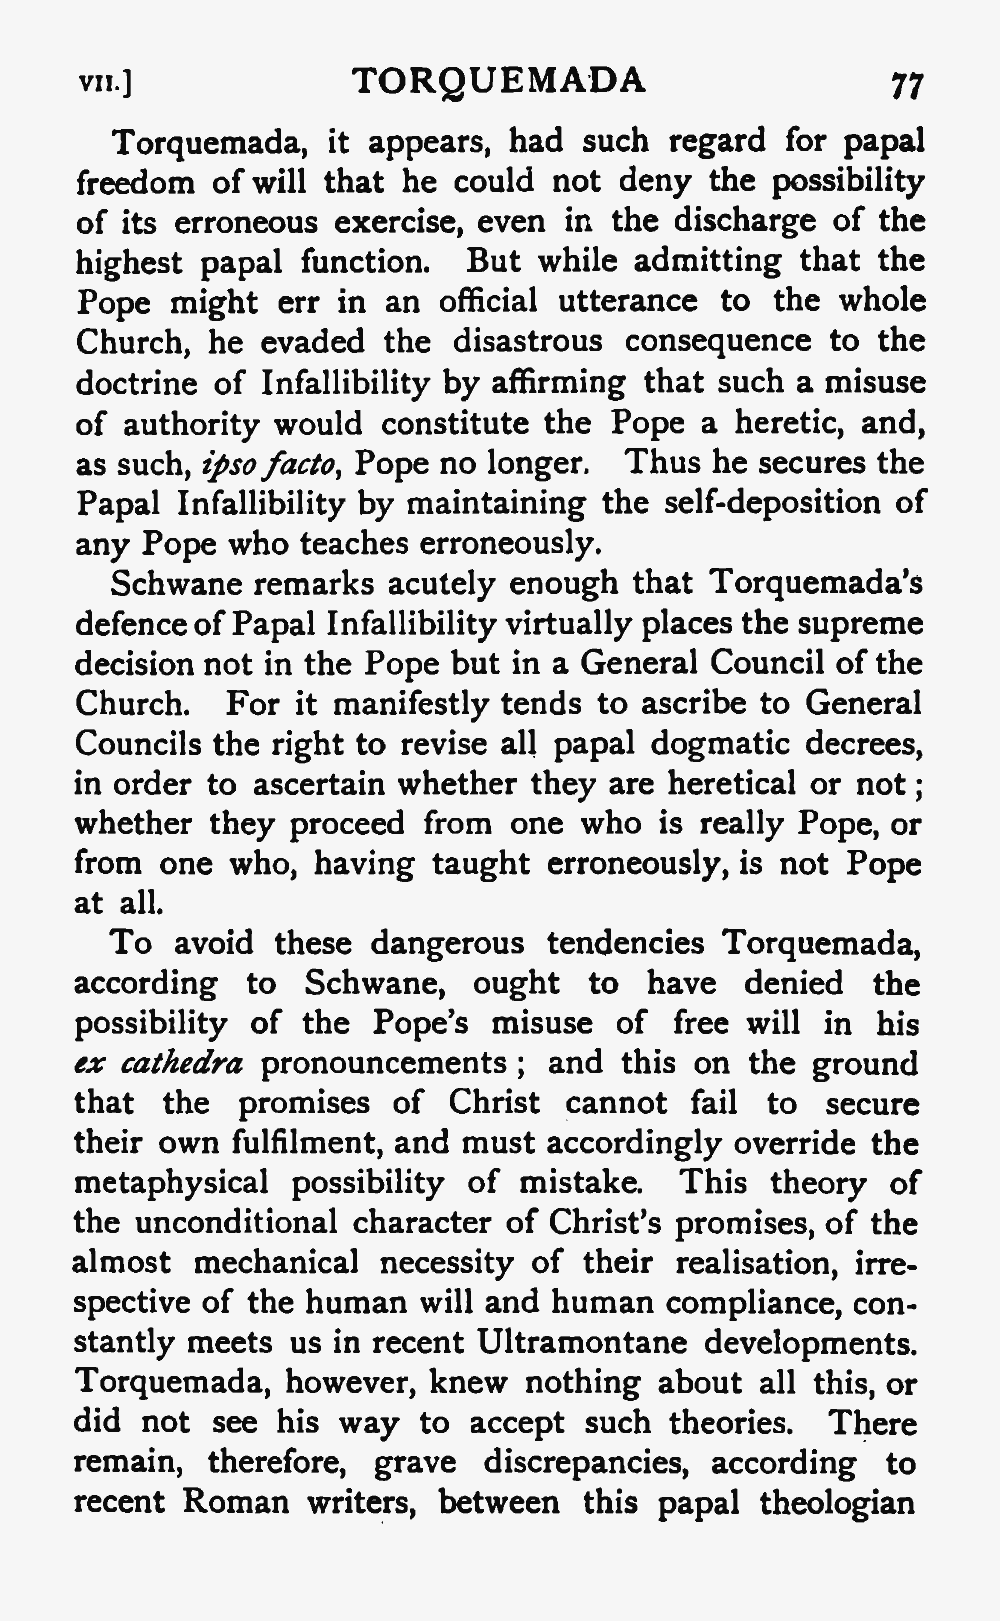 VII.] TORQUEMADA 77
Torquemada, it appears, had such regard for papal
freedom of will that he could not deny the possibility
of its erroneous exercise, even in the discharge of the
highest papal function. But while admitting that the
Pope might err in an official utterance to the whole
Church, he evaded the disastrous consequence to the
doctrine of Infallibility by affirming that such a misuse
of authority would constitute the Pope a heretic, and,
as such, ipso facto, Pope no longer. Thus he secures the
Papal Infallibility by maintaining the self-deposition of
any Pope who teaches erroneously.
Schwane remarks acutely enough that Torquemada's
defence of Papal Infallibility virtually places the supreme
decision not in the Pope but in a General Council of the
Church. For it manifestly tends to ascribe to General
Councils the right to revise all papal dogmatic decrees,
in order to ascertain whether they are heretical or not ;
whether they proceed from one who is really Pope, or
from one who, having taught erroneously, is not Pope
at all.
To avoid these dangerous tendencies Torquemada,
according to Schwane, ought to have denied the
possibility of the Pope's misuse of free will in his
ex cathedra pronouncements ; and this on the ground
that the promises of Christ cannot fail to secure
their own fulfilment, and must accordingly override the
metaphysical possibility of mistake. This theory of
the unconditional character of Christ's promises, of the
almost mechanical necessity of their realisation, irre-
spective of the human will and human compliance, con-
stantly meets us in recent Ultramontane developments.
Torquemada, however, knew nothing about all this, or
did not see his way to accept such theories. There
remain, therefore, grave discrepancies, according to
recent Roman writers, between this papal theologian